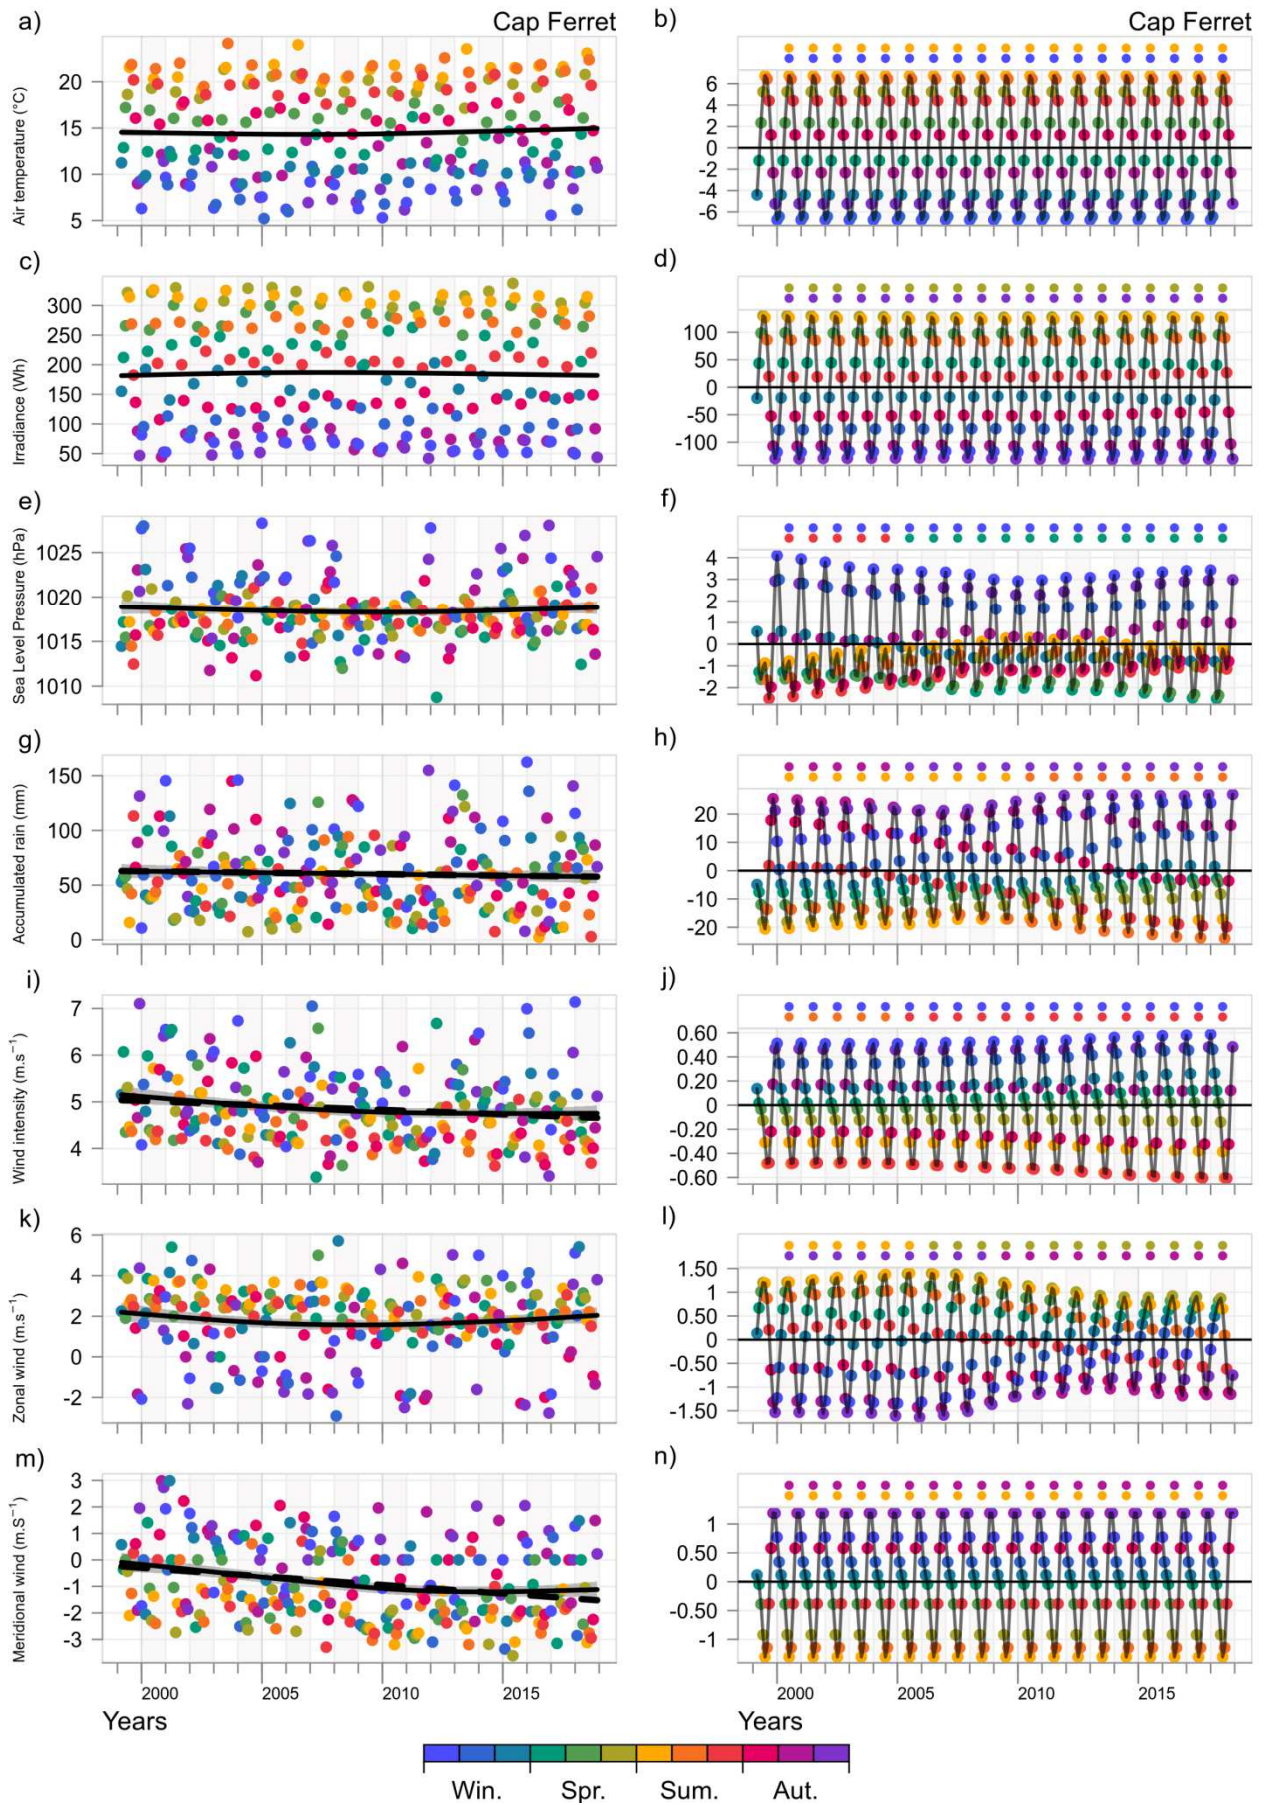 a) Cap Ferret
b) Cap Ferret
Air temperature (°C)
20
15
10
5
6
4
2
0
-2
-4
-6
c)
d)
Irradiance (Wh)
300
250
200
150
100
50
100
50
0
-50
-100
e)
f)
Sea Level Pressure (hPa)
1025
1020
1015
1010
4
3
2
1
0
-1
-2
g)
h)
Accumulated rain (mm)
150
100
50
0
20
10
0
-10
-20
i)
j)
Wind intensity (m.s⁻¹)
7
6
5
4
0.60
0.40
0.20
0
-0.20
-0.40
-0.60
k)
l)
Zonal wind (m.s⁻¹)
6
4
2
0
-2
1.50
1
0.50
0
-0.50
-1
-1.50
m)
n)
Meridional wind (m.S⁻¹)
3
2
1
0
-1
-2
-3
1
0.50
0
-0.50
-1
2000 2005 2010 2015
2000 2005 2010 2015
Years
Years
Win. Spr. Sum. Aut.